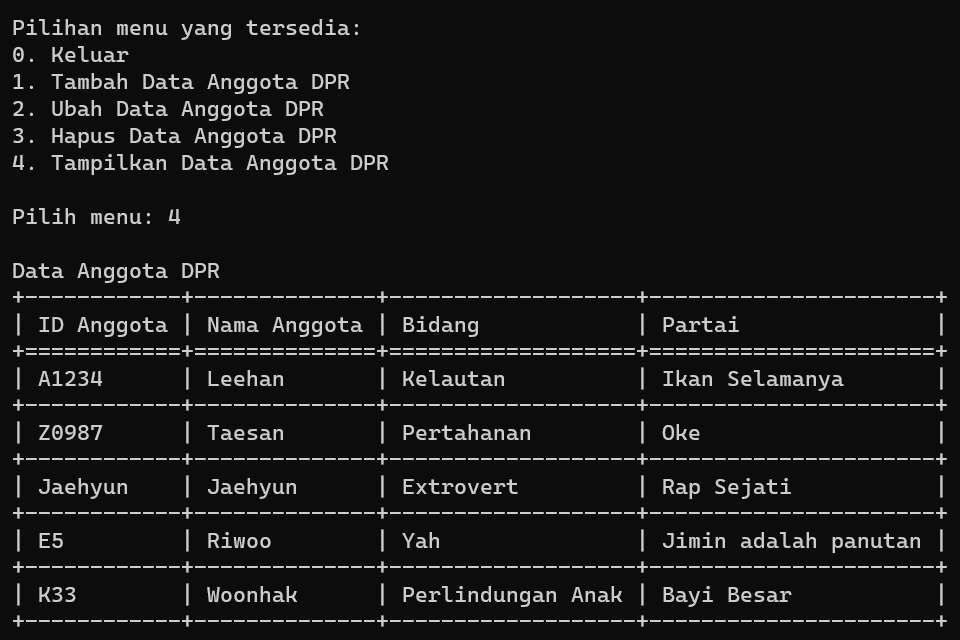 Pilihan menu yang tersedia:
0. Keluar
1. Tambah Data Anggota DPR
2. Ubah Data Anggota DPR
3. Hapus Data Anggota DPR
4. Tampilkan Data Anggota DPR
Pilih menu: 4
Data Anggota DPR
+------------+--------------+-------------------+----------------------+
| ID Anggota | Nama Anggota | Bidang            | Partai               |
+============+==============+===================+======================+
| A1234      | Leehan       | Kelautan          | Ikan Selamanya       |
+------------+--------------+-------------------+----------------------+
| Z0987      | Taesan       | Pertahanan        | Oke                  |
+------------+--------------+-------------------+----------------------+
| Jaehyun    | Jaehyun      | Extrovert         | Rap Sejati           |
+------------+--------------+-------------------+----------------------+
| E5         | Riwoo        | Yah               | Jimin adalah panutan |
+------------+--------------+-------------------+----------------------+
| K33        | Woonhak      | Perlindungan Anak | Bayi Besar           |
+------------+--------------+-------------------+----------------------+